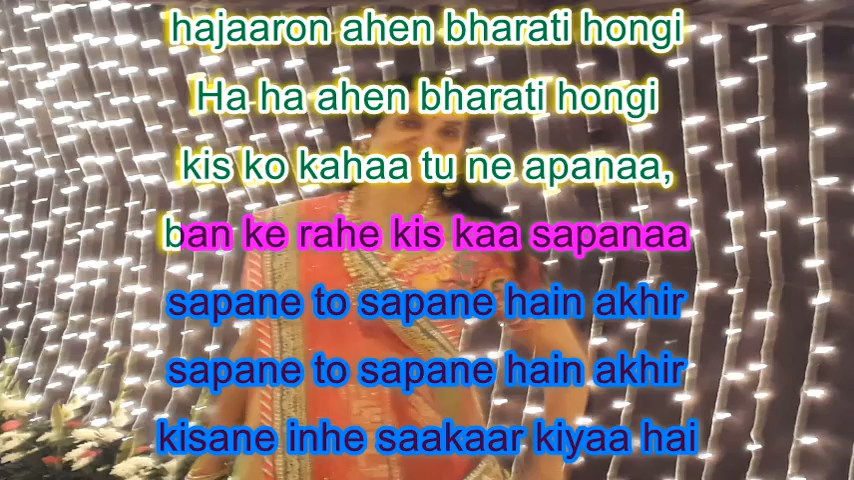 hajaaron ahen bharati hongi
Ha ha ahen bharati hongi
kis ko kahaa tu ne apanaa,
ban ke rahe kis kaa sapanaa
sapane to sapane hain akhir
sapane to sapane hain akhir
kisane inhe saakaar kiyaa hai